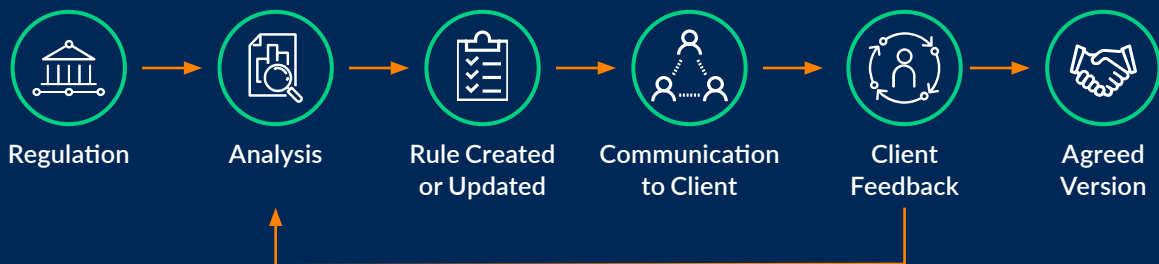 Regulation
Analysis
Rule Created
or Updated
Communication
to Client
Client
Feedback
Agreed
Version